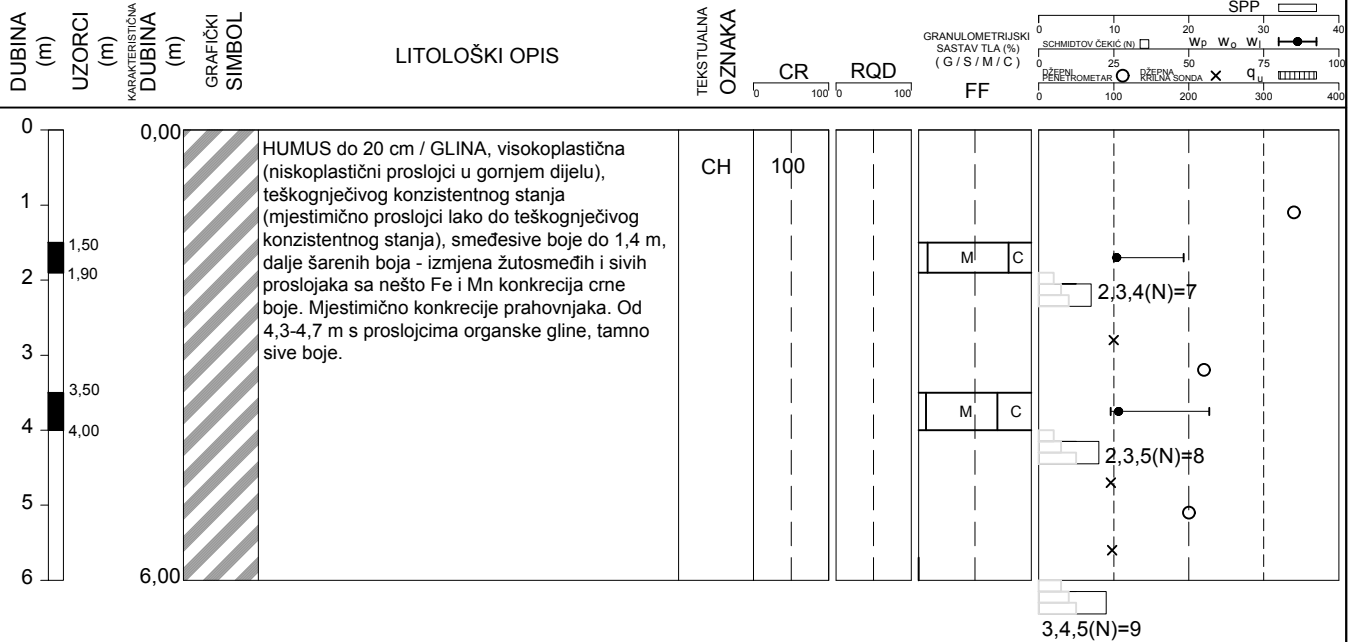 DUBINA
(m)
UZORCI
(m)
KARAKTERISTIČNA
DUBINA
(m)
GRAFIČKI
SIMBOL
LITOLOŠKI OPIS
TEKSTUALNA
OZNAKA
CR
0 100
RQD
0 100
GRANULOMETRIJSKI
SASTAV TLA (%)
( G / S / M / C )
FF
SPP
0 10 20 30 40
SCHMIDTOV ČEKIĆ (N) Wp Wo Wl
0 25 50 75 100
DŽEPNI
PENETROMETAR
DŽEPNA
KRILNA SONDA
qu
0 100 200 300 400
0
0,00
HUMUS do 20 cm / GLINA, visokoplastična
(niskoplastični proslojci u gornjem dijelu),
teškognječivog konzistentnog stanja
(mjestimično proslojci lako do teškognječivog
konzistentnog stanja), smeđesive boje do 1,4 m,
dalje šarenih boja - izmjena žutosmeđih i sivih
proslojaka sa nešto Fe i Mn konkrecija crne
boje. Mjestimično konkrecije prahovnjaka. Od
4,3-4,7 m s proslojcima organske gline, tamno
sive boje.
CH
100
1
1,50
M C
1,90
2
2,3,4(N)=7
3
3,50
M C
4
4,00
2,3,5(N)=8
5
6
6,00
3,4,5(N)=9